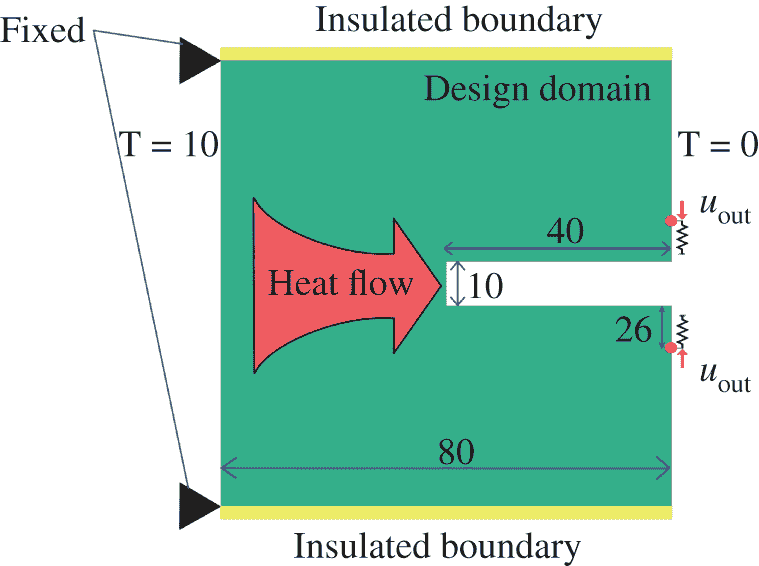 Insulated boundary
Fixed
Design domain
T = 10
T = 0
u_out
40
Heat flow
10
26
u_out
80
Insulated boundary